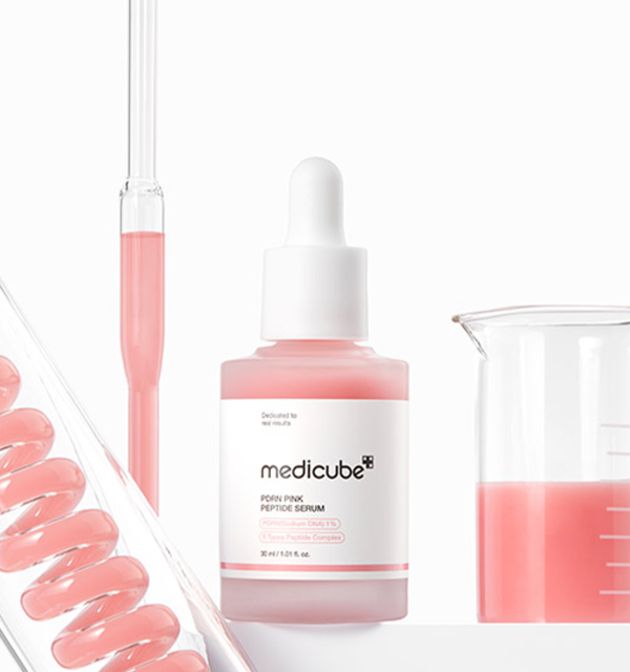 Dedicated to
real results
medicube
PDRN PINK
PEPTIDE SERUM
PDRN(Sodium DNA) 1%
5 Types Peptide Complex
30 ml / 1.01 fl. oz.